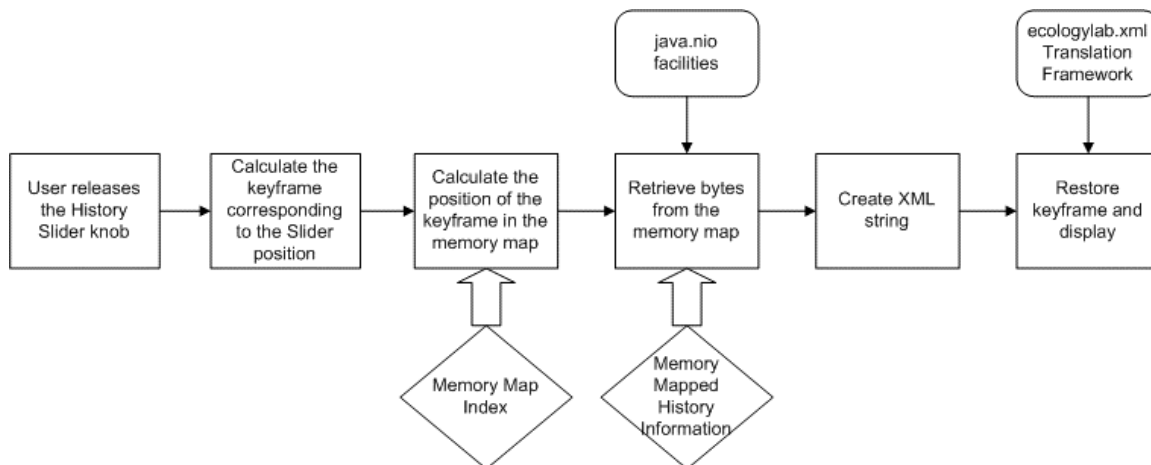 java.nio
facilities
ecologylab.xml
Translation
Framework
User releases
the History
Slider knob
Calculate the
keyframe
corresponding
to the Slider
position
Calculate the
position of the
keyframe in the
memory map
Retrieve bytes
from the
memory map
Create XML
string
Restore
keyframe and
display
Memory Map
Index
Memory
Mapped
History
Information